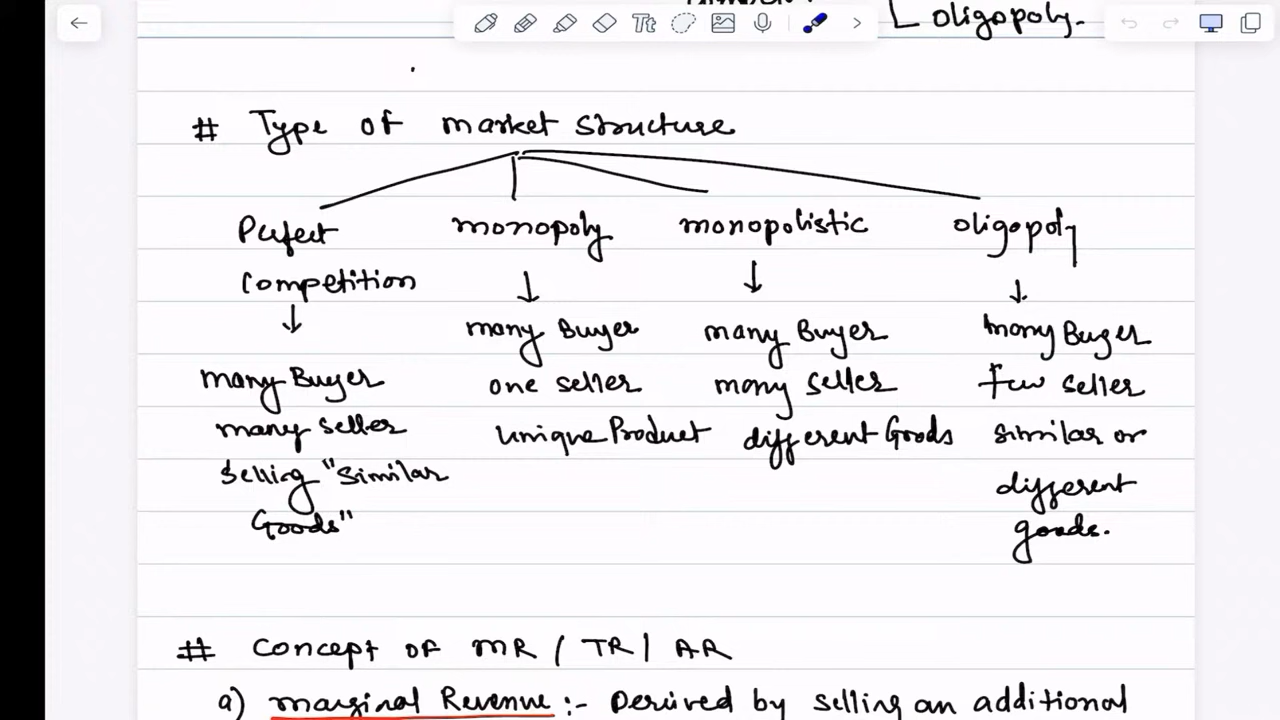 oligopoly.
# Type of market structure
Perfect competition
many Buyer
many seller
selling "similar
Goods"
monopoly
many Buyer
one seller
unique Product
monopolistic
many Buyer
many seller
different Goods
oligopoly
many Buyer
few seller
similar or
different
goods.
# concept of MR / TR / AR
a) marginal Revenue :- Derived by selling an additional